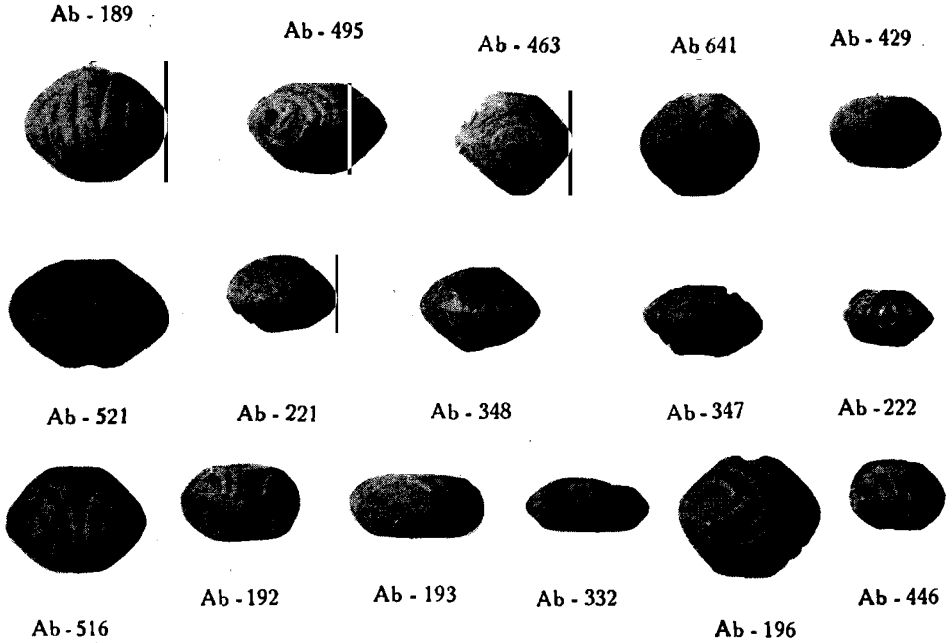 Ab - 189
Ab - 495
Ab - 463
Ab 641
Ab - 429
Ab - 521
Ab - 221
Ab - 348
Ab - 347
Ab - 222
Ab - 516
Ab - 192
Ab - 193
Ab - 332
Ab - 196
Ab - 446